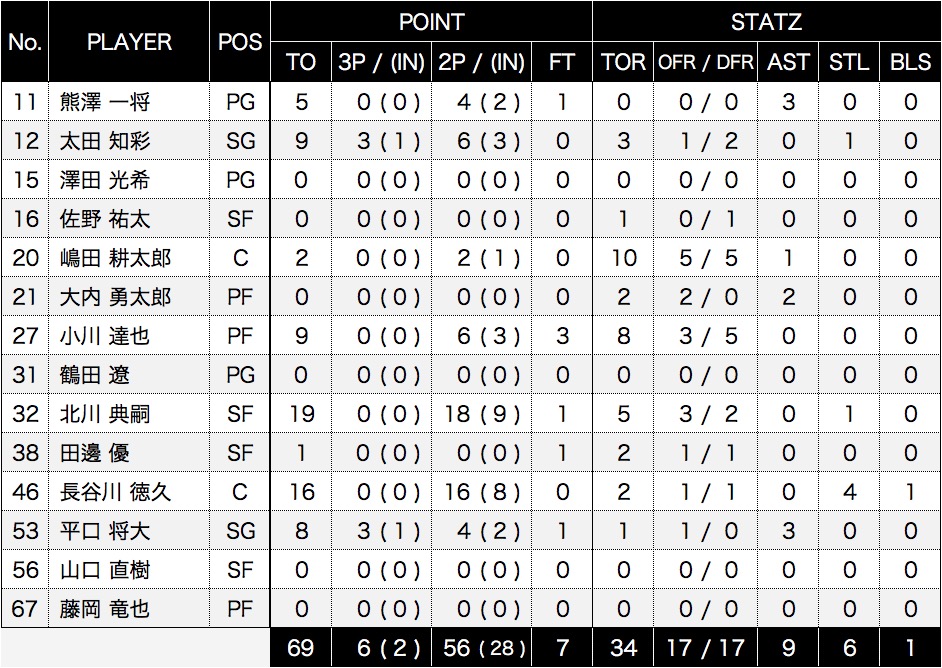 No. PLAYER POS POINT STATZ
TO 3P / (IN) 2P / (IN) FT TOR OFR / DFR AST STL BLS
11 熊澤 一将 PG 5 0 ( 0 ) 4 ( 2 ) 1 0 0 / 0 3 0 0
12 太田 知彩 SG 9 3 ( 1 ) 6 ( 3 ) 0 3 1 / 2 0 1 0
15 澤田 光希 PG 0 0 ( 0 ) 0 ( 0 ) 0 0 0 / 0 0 0 0
16 佐野 祐太 SF 0 0 ( 0 ) 0 ( 0 ) 0 1 0 / 1 0 0 0
20 嶋田 耕太郎 C 2 0 ( 0 ) 2 ( 1 ) 0 10 5 / 5 1 0 0
21 大内 勇太郎 PF 0 0 ( 0 ) 0 ( 0 ) 0 2 2 / 0 2 0 0
27 小川 達也 PF 9 0 ( 0 ) 6 ( 3 ) 3 8 3 / 5 0 0 0
31 鶴田 遼 PG 0 0 ( 0 ) 0 ( 0 ) 0 0 0 / 0 0 0 0
32 北川 典嗣 SF 19 0 ( 0 ) 18 ( 9 ) 1 5 3 / 2 0 1 0
38 田邊 優 SF 1 0 ( 0 ) 0 ( 0 ) 1 2 1 / 1 0 0 0
46 長谷川 徳久 C 16 0 ( 0 ) 16 ( 8 ) 0 2 1 / 1 0 4 1
53 平口 将大 SG 8 3 ( 1 ) 4 ( 2 ) 1 1 1 / 0 3 0 0
56 山口 直樹 SF 0 0 ( 0 ) 0 ( 0 ) 0 0 0 / 0 0 0 0
67 藤岡 竜也 PF 0 0 ( 0 ) 0 ( 0 ) 0 0 0 / 0 0 0 0
69 6 ( 2 ) 56 ( 28 ) 7 34 17 / 17 9 6 1